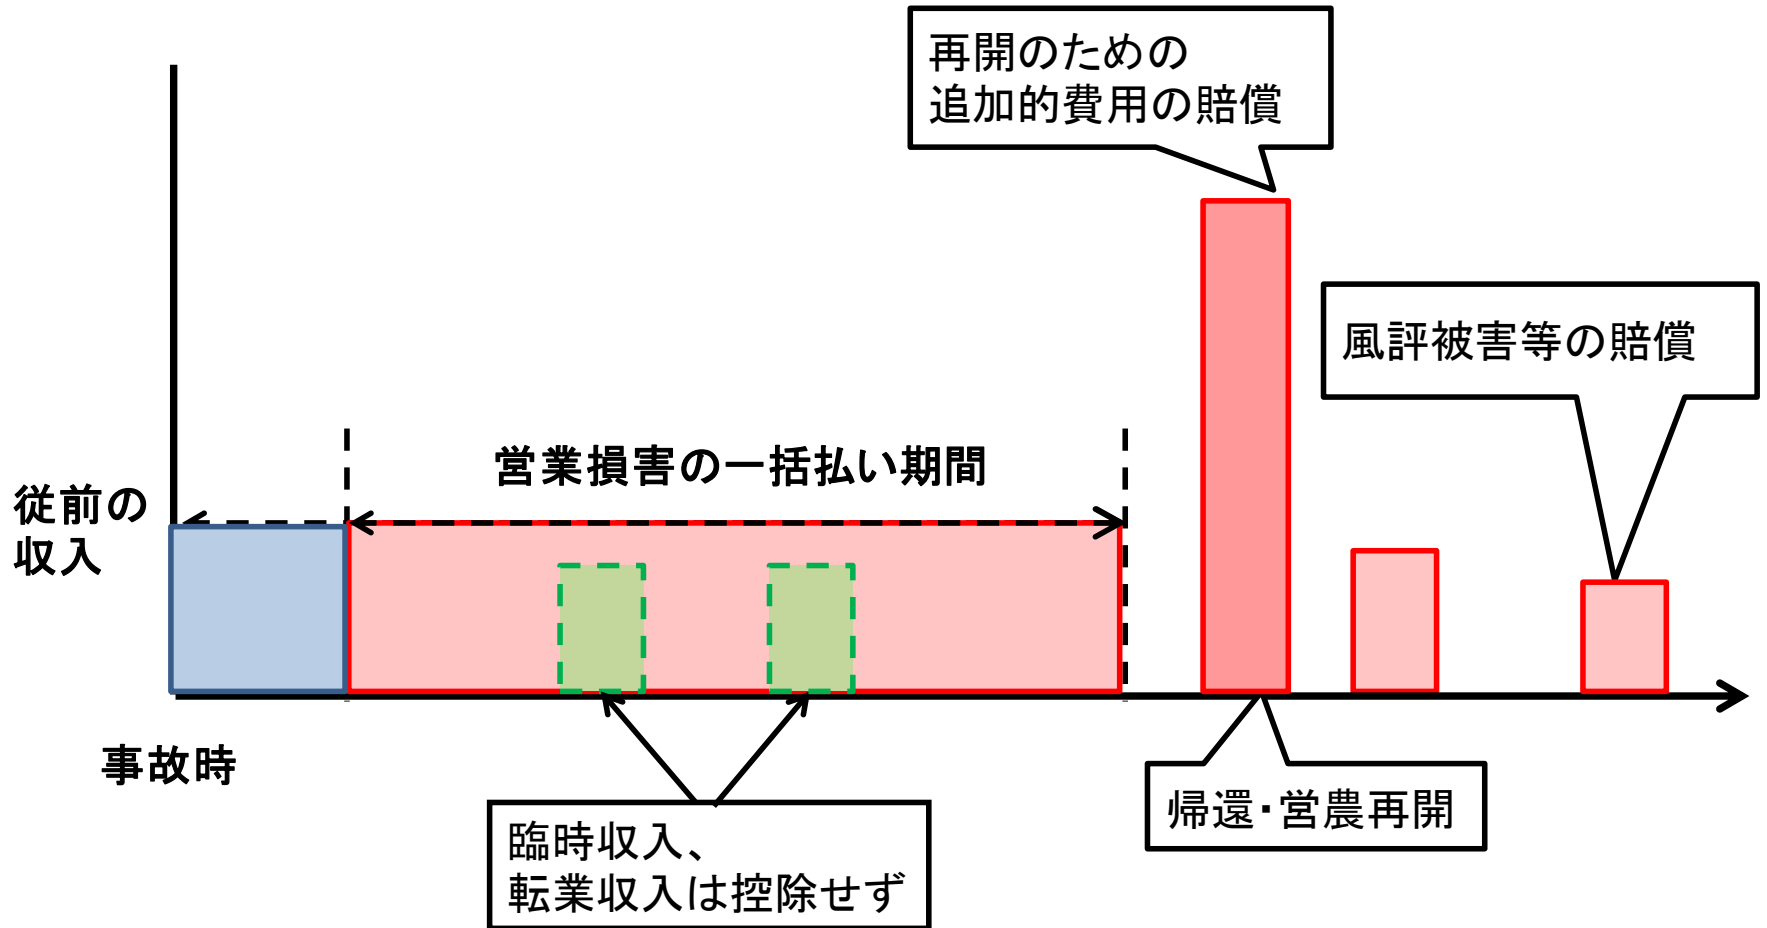 再開のための
追加的費用の賠償
風評被害等の賠償
営業損害の一括払い期間
従前の
収入
事故時
帰還・営農再開
臨時収入、
転業収入は控除せず